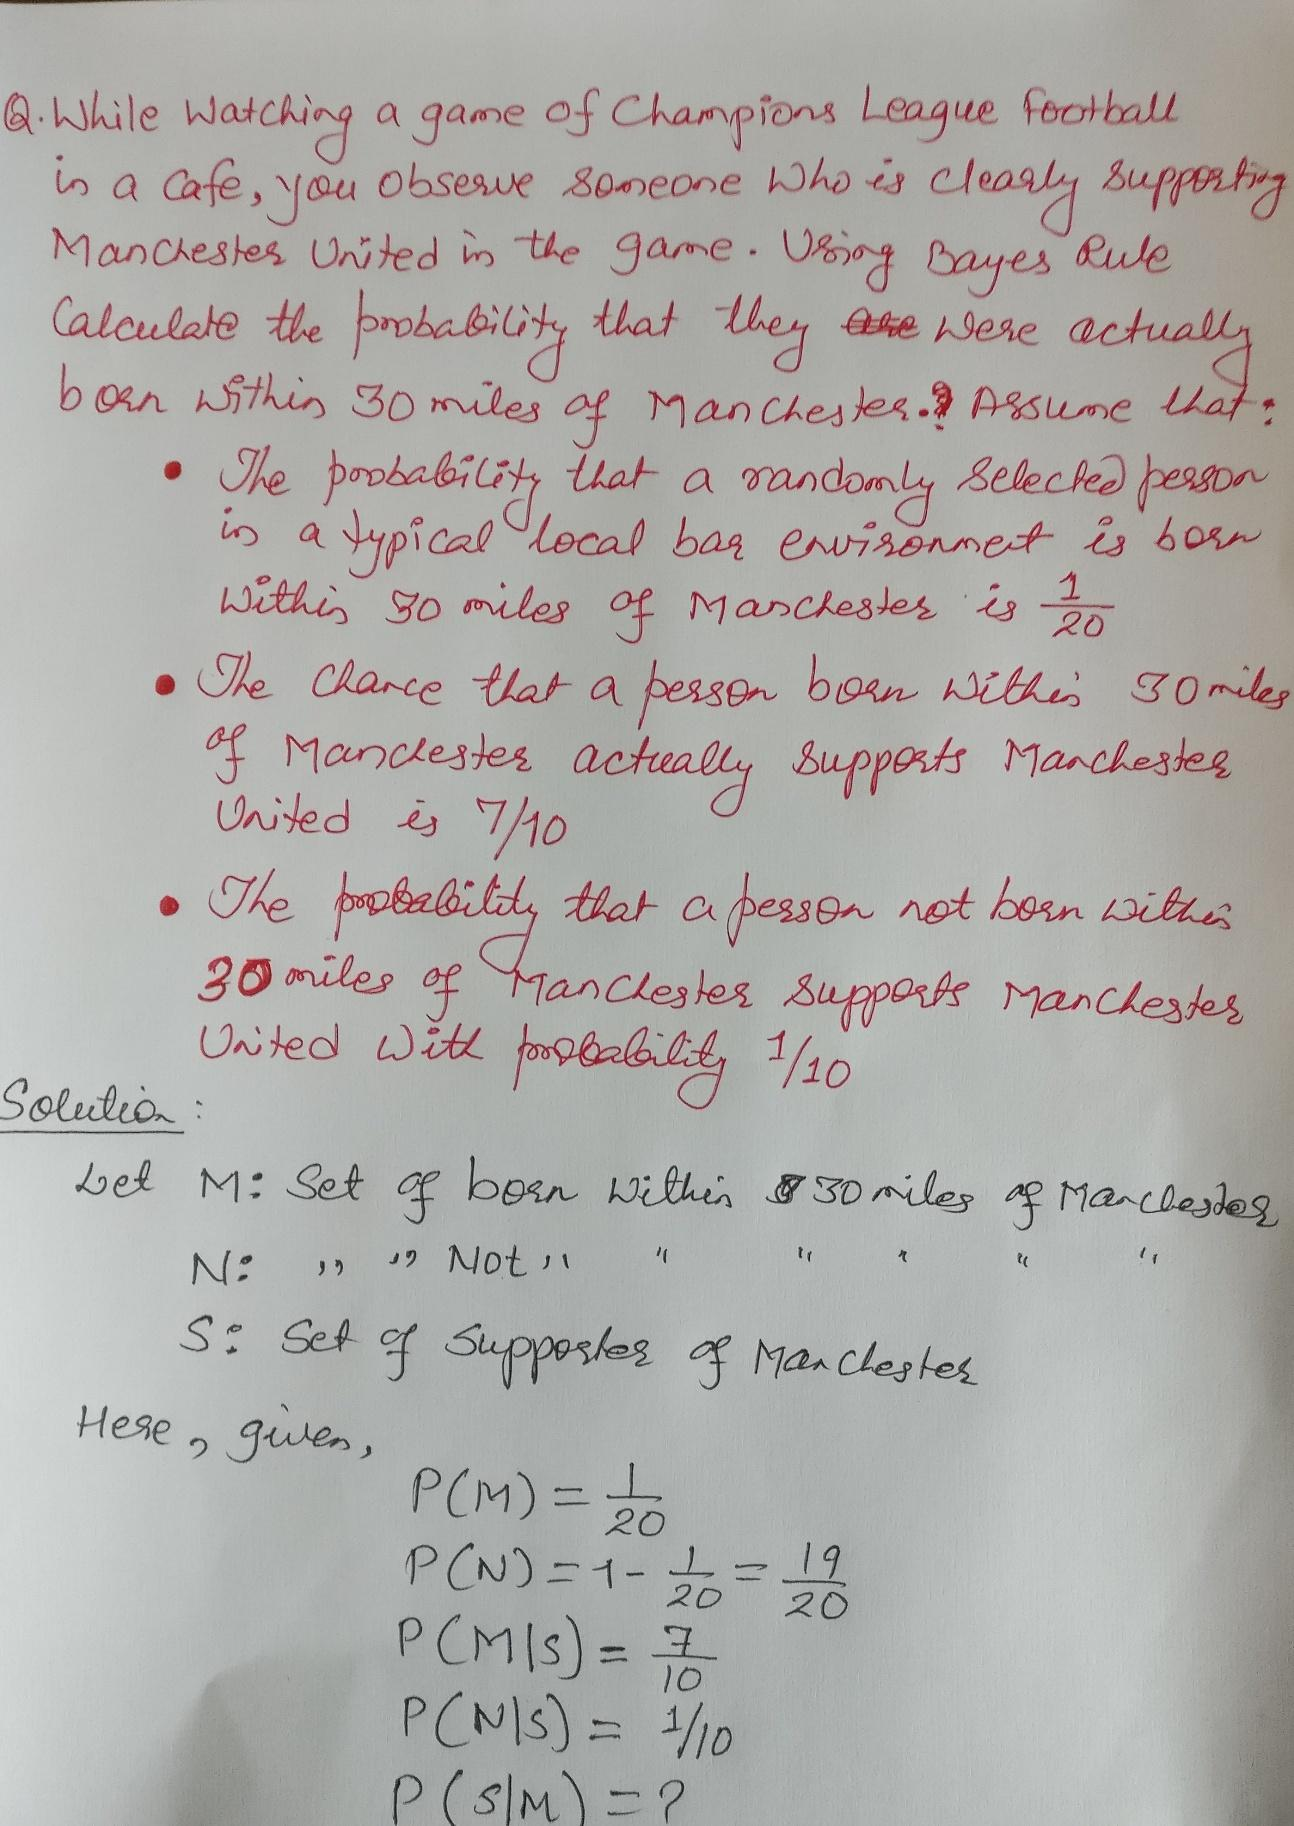 Q. While Watching a game of Champions League football
in a Cafe, you Observe Someone Who is clearly Supporting
Manchester United in the game. Using Bayes Rule
Calculate the probability that they are Were actually
born within 30 miles of Manchester.? Assume that:
• The probability that a randomly Selected person
in a typical local bar environment is born
Within 30 miles of Manchester is 1/20
• The Chance that a person born within 30 miles
of Manchester actually Supports Manchester
United is 7/10
• The probability that a person not born within
30 miles of Manchester Supports Manchester
United With probability 1/10
Solution:
Let M: Set of born Within 30 miles of Manchester
N: ,, ,, Not ,, " " " " "
S: Set of Supporter of Manchester
Here, given,
P(M) = 1/20
P(N) = 1 - 1/20 = 19/20
P(M|S) = 7/10
P(N|S) = 1/10
P(S|M) = ?